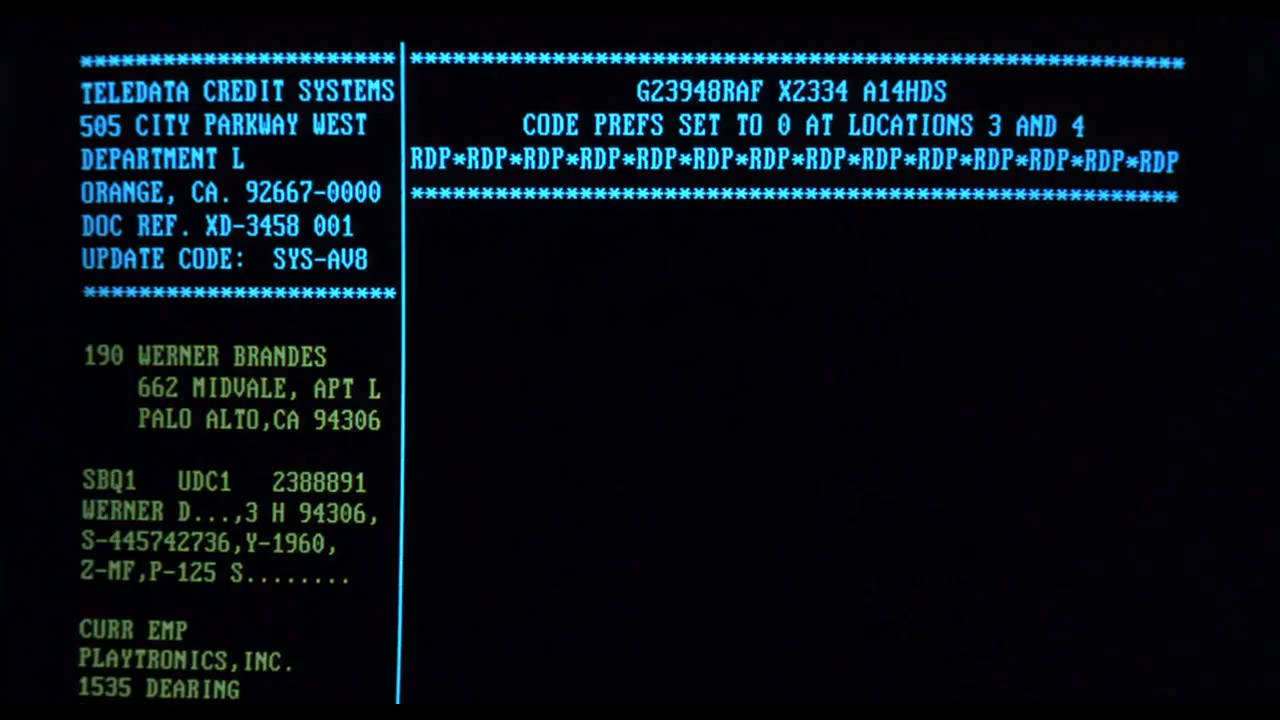 ***********************
TELEDATA CREDIT SYSTEMS
505 CITY PARKWAY WEST
DEPARTMENT L
ORANGE, CA. 92667-0000
DOC REF. XD-3458 001
UPDATE CODE:  SYS-AV8
***********************
190 WERNER BRANDES
662 MIDVALE, APT L
PALO ALTO,CA 94306
SBQ1   UDC1   2388891
WERNER D...,3 H 94306,
S-445742736,Y-1960,
Z-MF,P-125 S........
CURR EMP
PLAYTRONICS,INC.
1535 DEARING
*******************************************************
G23948RAF X2334 A14HDS
CODE PREFS SET TO 0 AT LOCATIONS 3 AND 4
RDP*RDP*RDP*RDP*RDP*RDP*RDP*RDP*RDP*RDP*RDP*RDP*RDP*RDP
*******************************************************